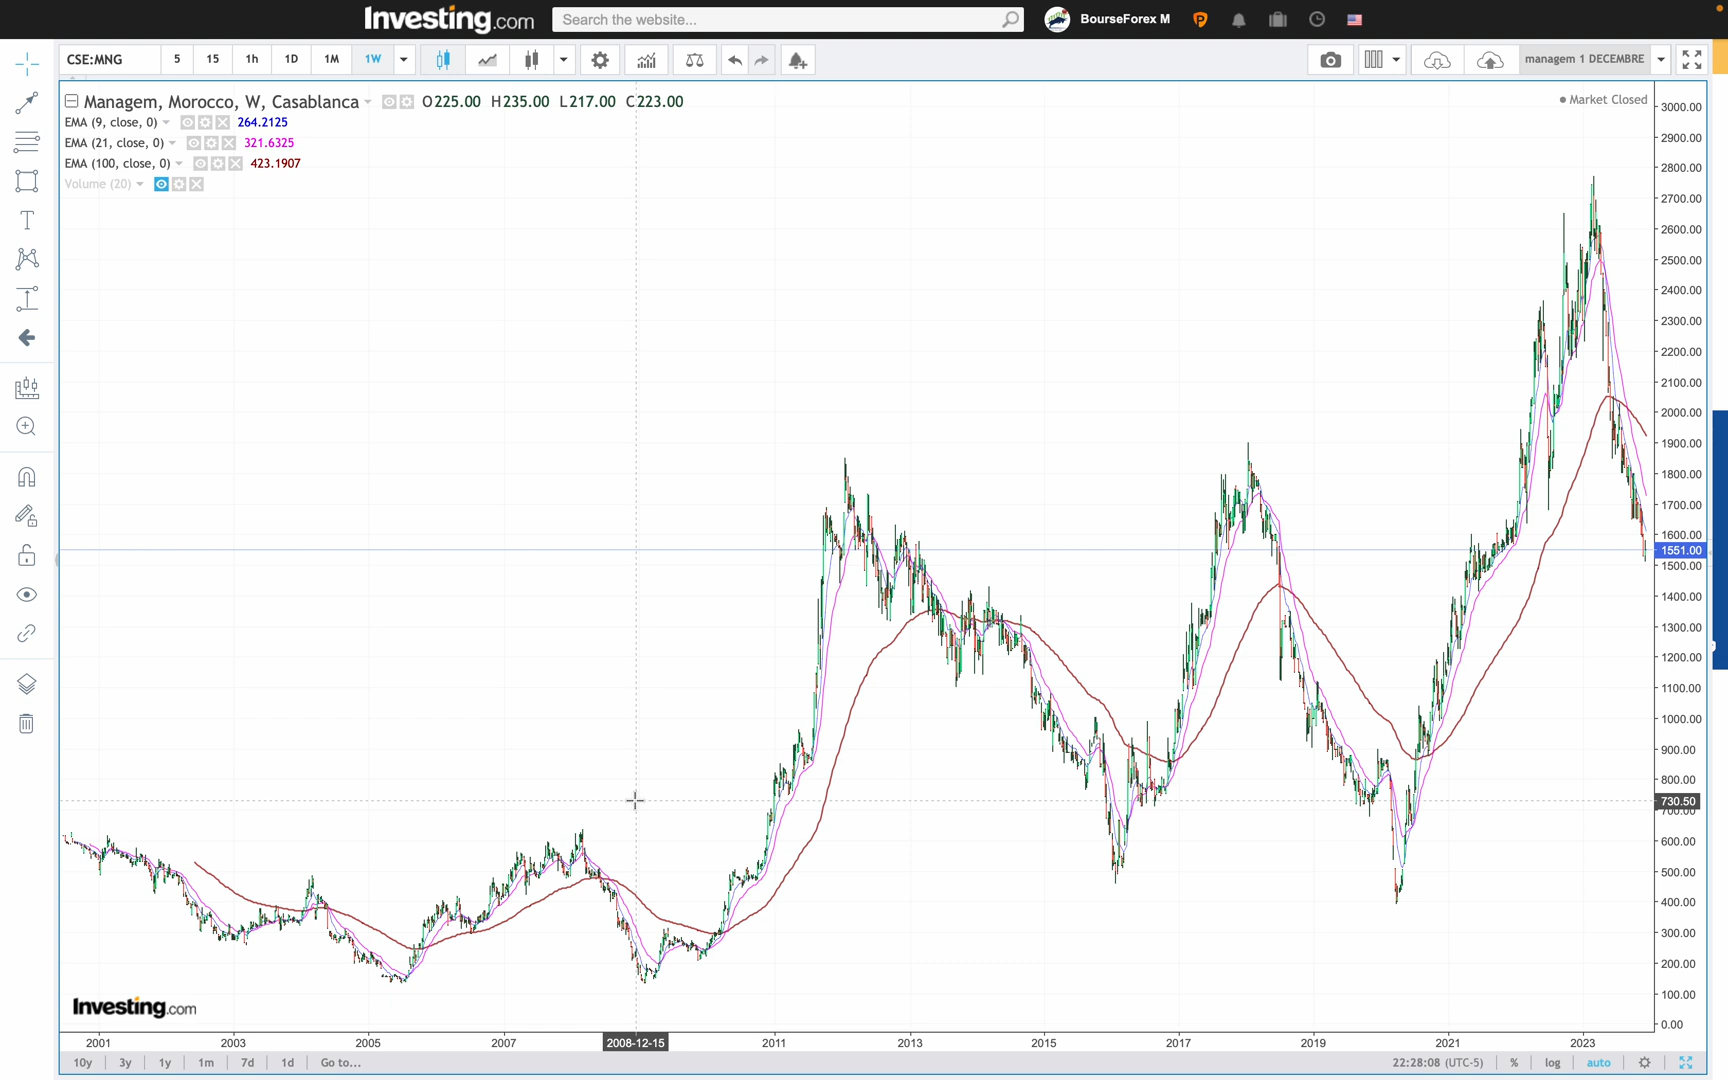 Investing.com
Search the website...
BourseForex M
CSE:MNG
5
15
1h
1D
1M
1W
managem 1 DECEMBRE
Managem, Morocco, W, Casablanca
O225.00 H235.00 L217.00 C223.00
Market Closed
EMA (9, close, 0)
264.2125
EMA (21, close, 0)
321.6325
EMA (100, close, 0)
423.1907
Volume (20)
3000.00
2900.00
2800.00
2700.00
2600.00
2500.00
2400.00
2300.00
2200.00
2100.00
2000.00
1900.00
1800.00
1700.00
1600.00
1551.00
1500.00
1400.00
1300.00
1200.00
1100.00
1000.00
900.00
800.00
730.50
700.00
600.00
500.00
400.00
300.00
200.00
100.00
0.00
Investing.com
2001
2003
2005
2007
2008-12-15
2011
2013
2015
2017
2019
2021
2023
10y
3y
1y
1m
7d
1d
Go to...
22:28:08 (UTC-5)
%
log
auto